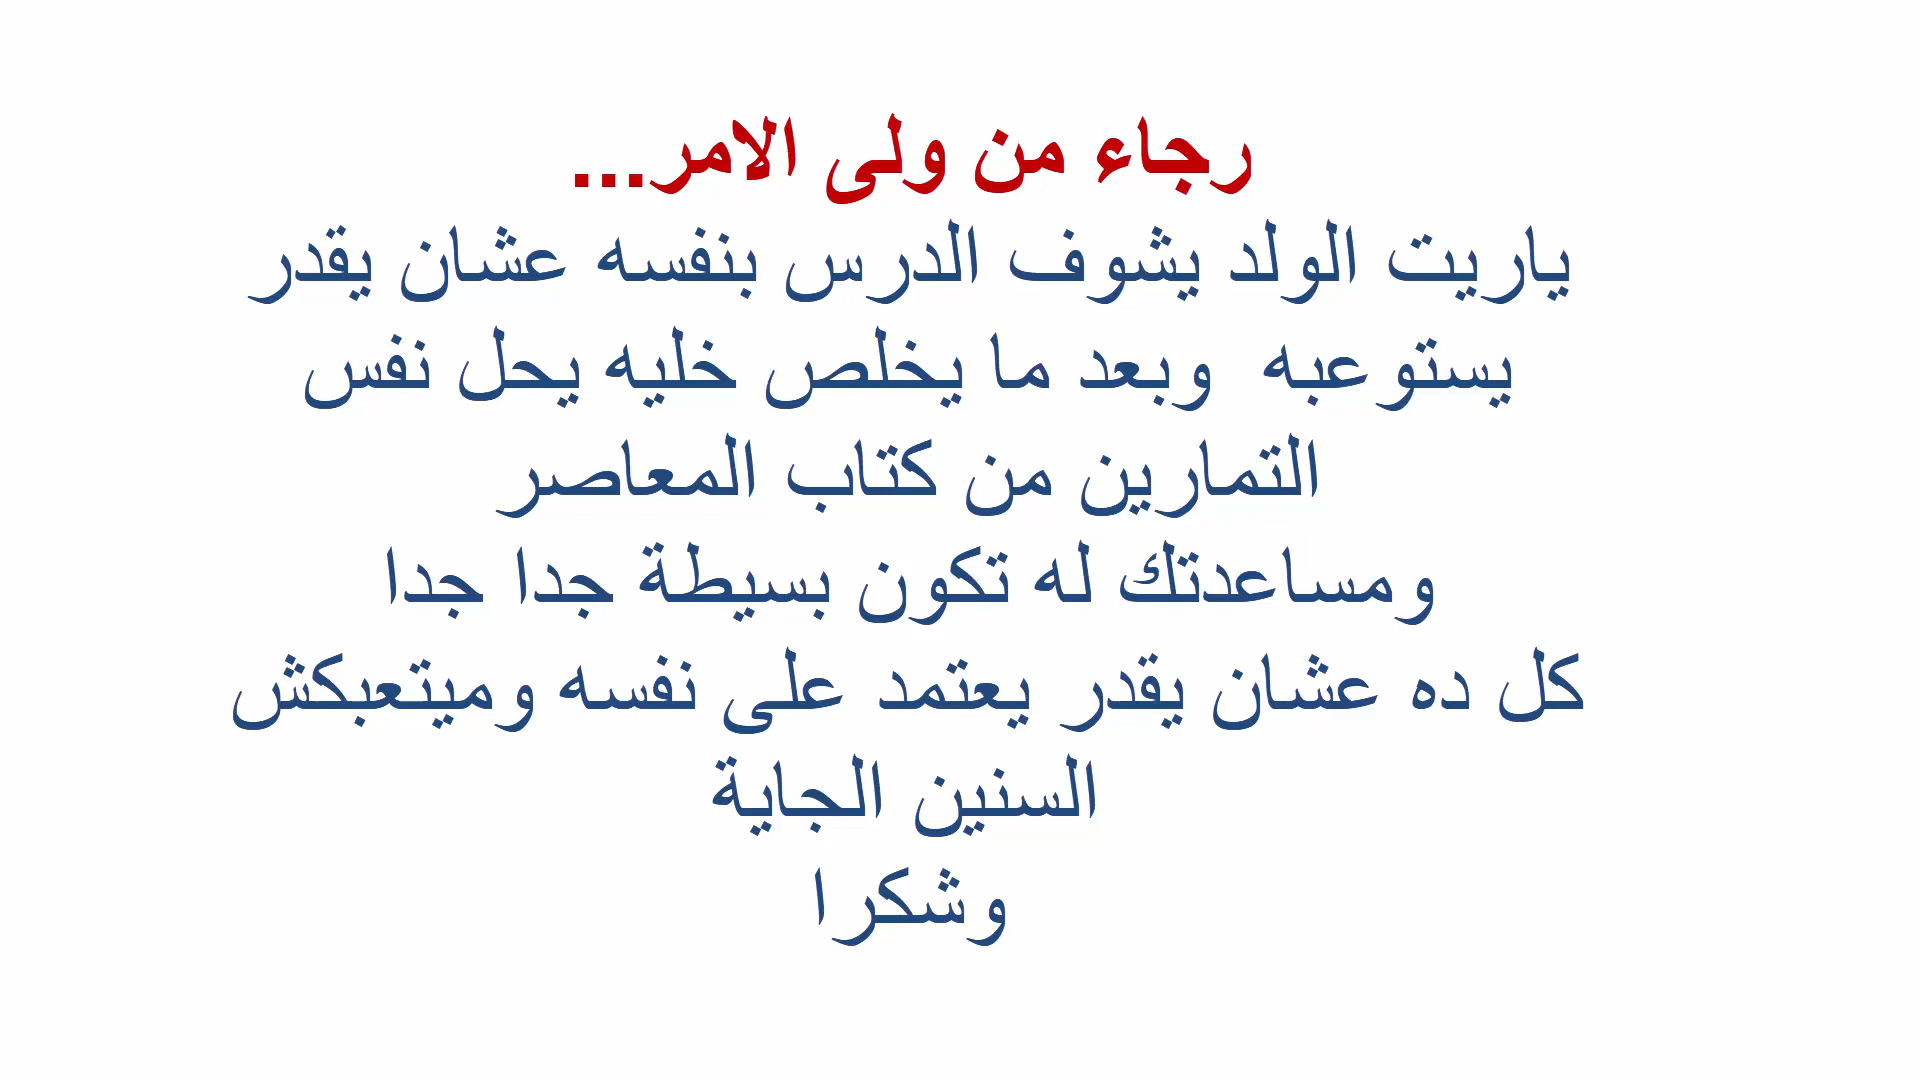 رجاء من ولى الامر...
ياريت الولد يشوف الدرس بنفسه عشان يقدر
يستوعبه  وبعد ما يخلص خليه يحل نفس
التمارين من كتاب المعاصر
ومساعدتك له تكون بسيطة جدا جدا
كل ده عشان يقدر يعتمد على نفسه وميتعبكش
السنين الجاية
وشكرا